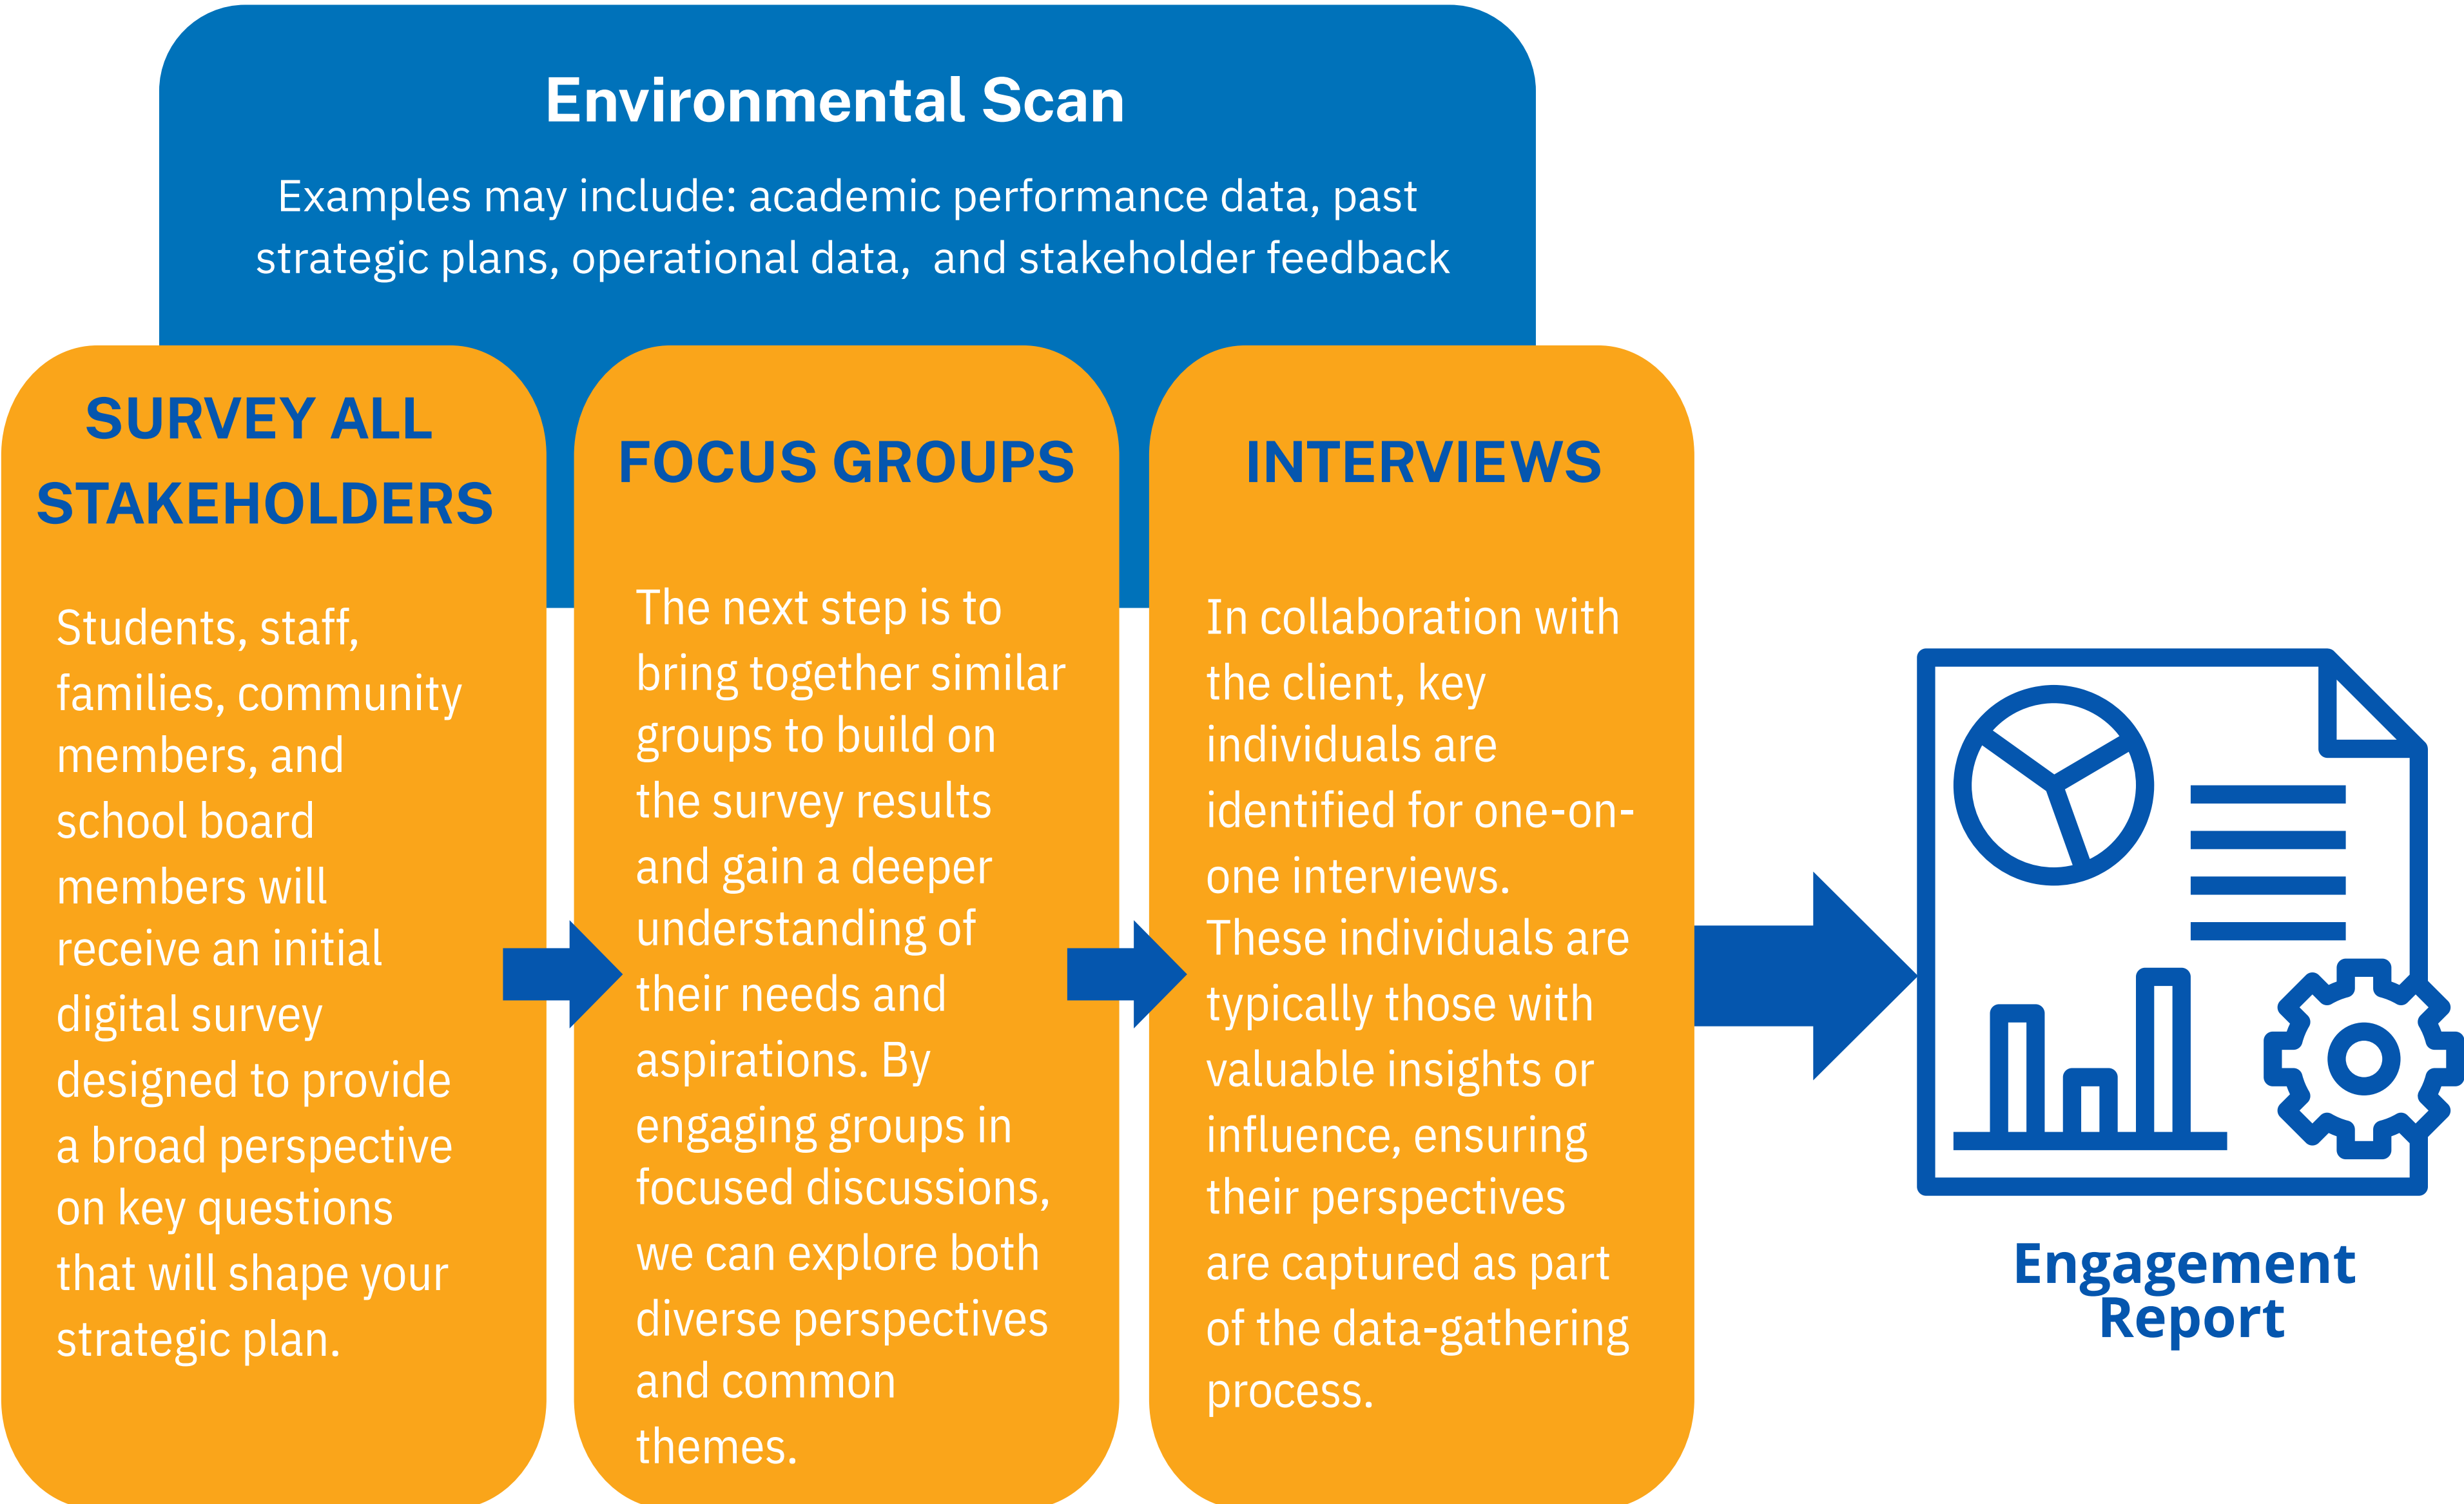 Environmental Scan
Examples may include: academic performance data, past
strategic plans, operational data,  and stakeholder feedback
SURVEY ALL
STAKEHOLDERS
Students, staff,
families, community
members, and
school board
members will
receive an initial
digital survey
designed to provide
a broad perspective
on key questions
that will shape your
strategic plan.
FOCUS GROUPS
The next step is to
bring together similar
groups to build on
the survey results
and gain a deeper
understanding of
their needs and
aspirations. By
engaging groups in
focused discussions,
we can explore both
diverse perspectives
and common
themes.
INTERVIEWS
In collaboration with
the client, key
individuals are
identified for one-on-
one interviews.
These individuals are
typically those with
valuable insights or
influence, ensuring
their perspectives
are captured as part
of the data-gathering
process.
Engagement
Report